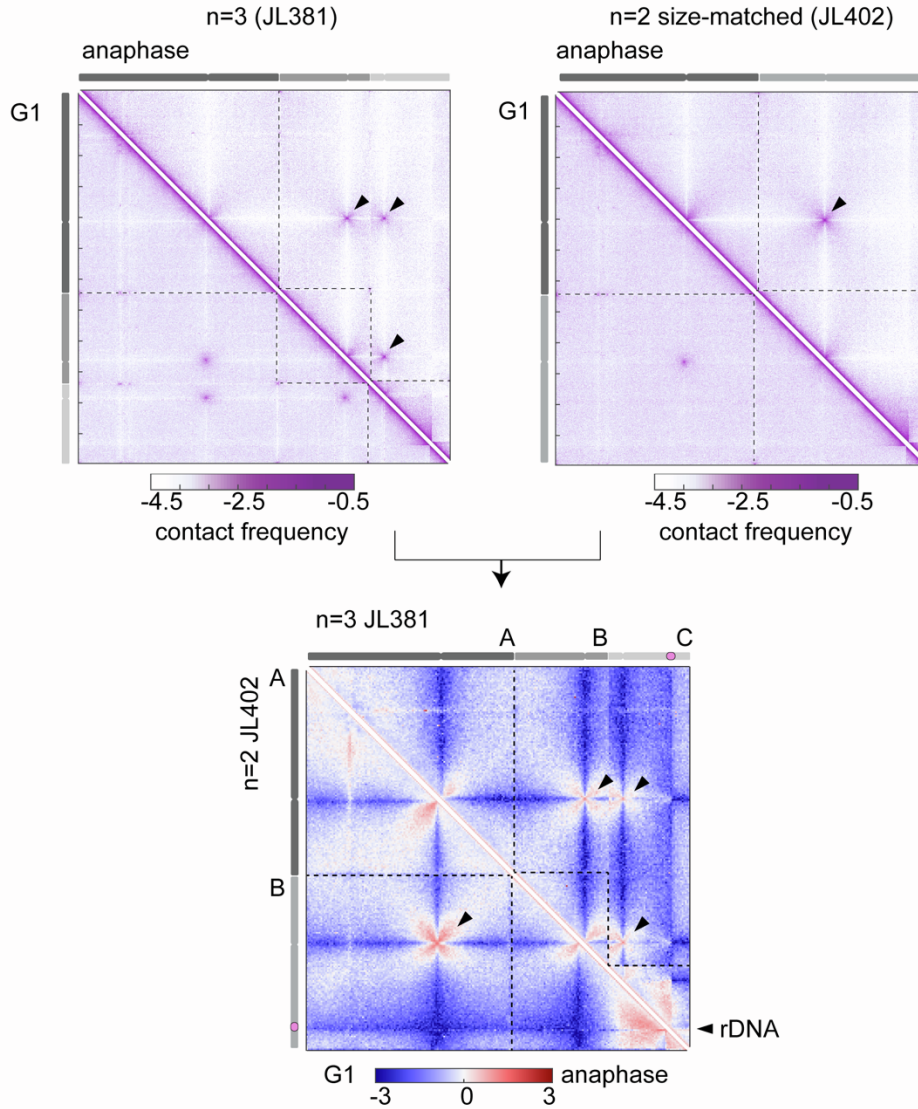 n=3 (JL381)
n=2 size-matched (JL402)
anaphase
anaphase
G1
G1
-4.5 -2.5 -0.5
contact frequency
-4.5 -2.5 -0.5
contact frequency
n=3 JL381
A B C
n=2 JL402
A
B
rDNA
G1 anaphase
-3 0 3